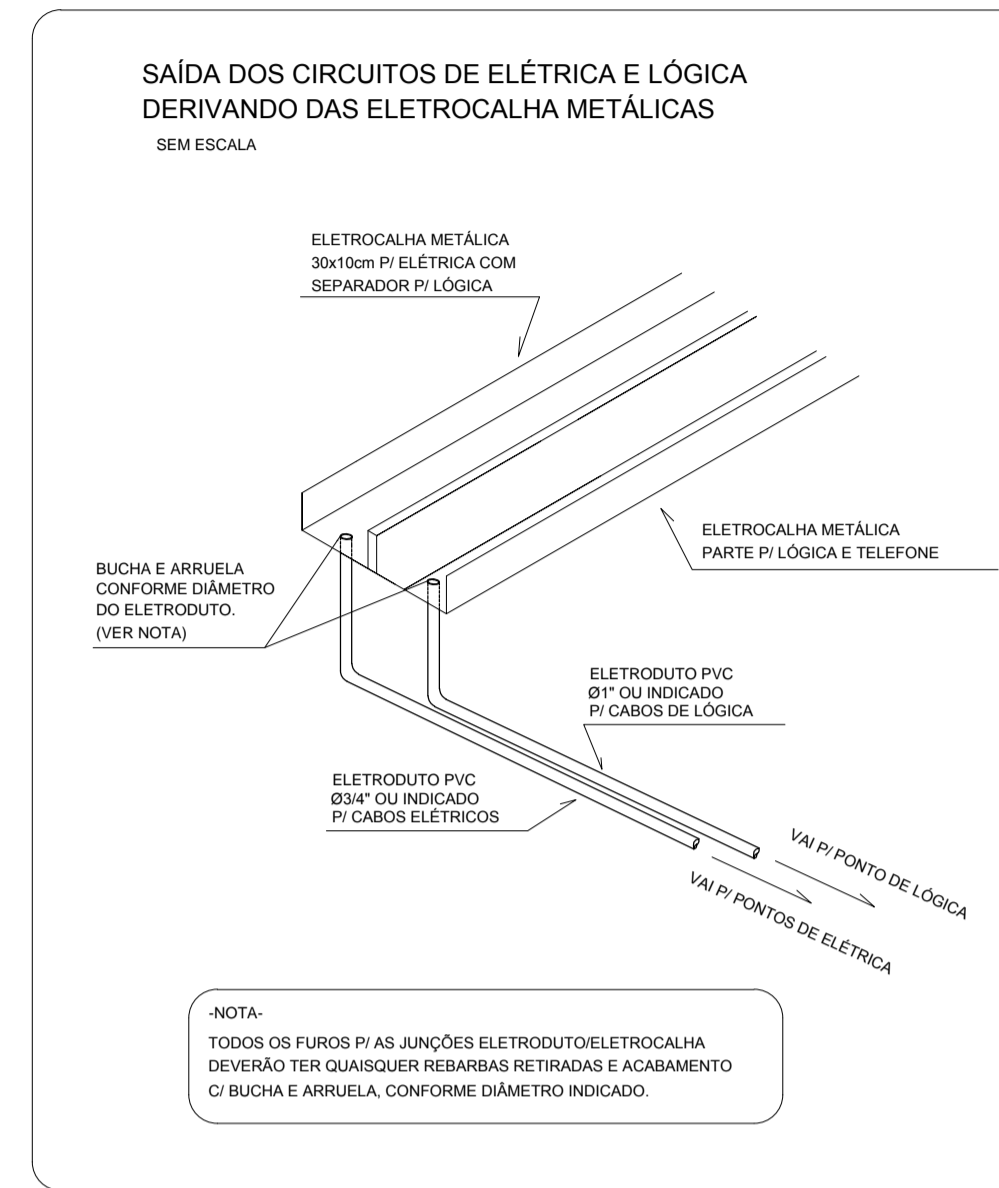 SAÍDA DOS CIRCUITOS DE ELÉTRICA E LÓGICA
DERIVANDO DAS ELETROCALHA METÁLICAS
SEM ESCALA
ELETROCALHA METÁLICA
30x10cm P/ ELÉTRICA COM
SEPARADOR P/ LÓGICA
ELETROCALHA METÁLICA
PARTE P/ LÓGICA E TELEFONE
BUCHA E ARRUELA
CONFORME DIÂMETRO
DO ELETRODUTO.
(VER NOTA)
ELETRODUTO PVC
Ø1" OU INDICADO
P/ CABOS DE LÓGICA
ELETRODUTO PVC
Ø3/4" OU INDICADO
P/ CABOS ELÉTRICOS
VAI P/ PONTO DE LÓGICA
VAI P/ PONTOS DE ELÉTRICA
-NOTA-
TODOS OS FUROS P/ AS JUNÇÕES ELETRODUTO/ELETROCALHA
DEVERÃO TER QUAISQUER REBARBAS RETIRADAS E ACABAMENTO
C/ BUCHA E ARRUELA, CONFORME DIÂMETRO INDICADO.